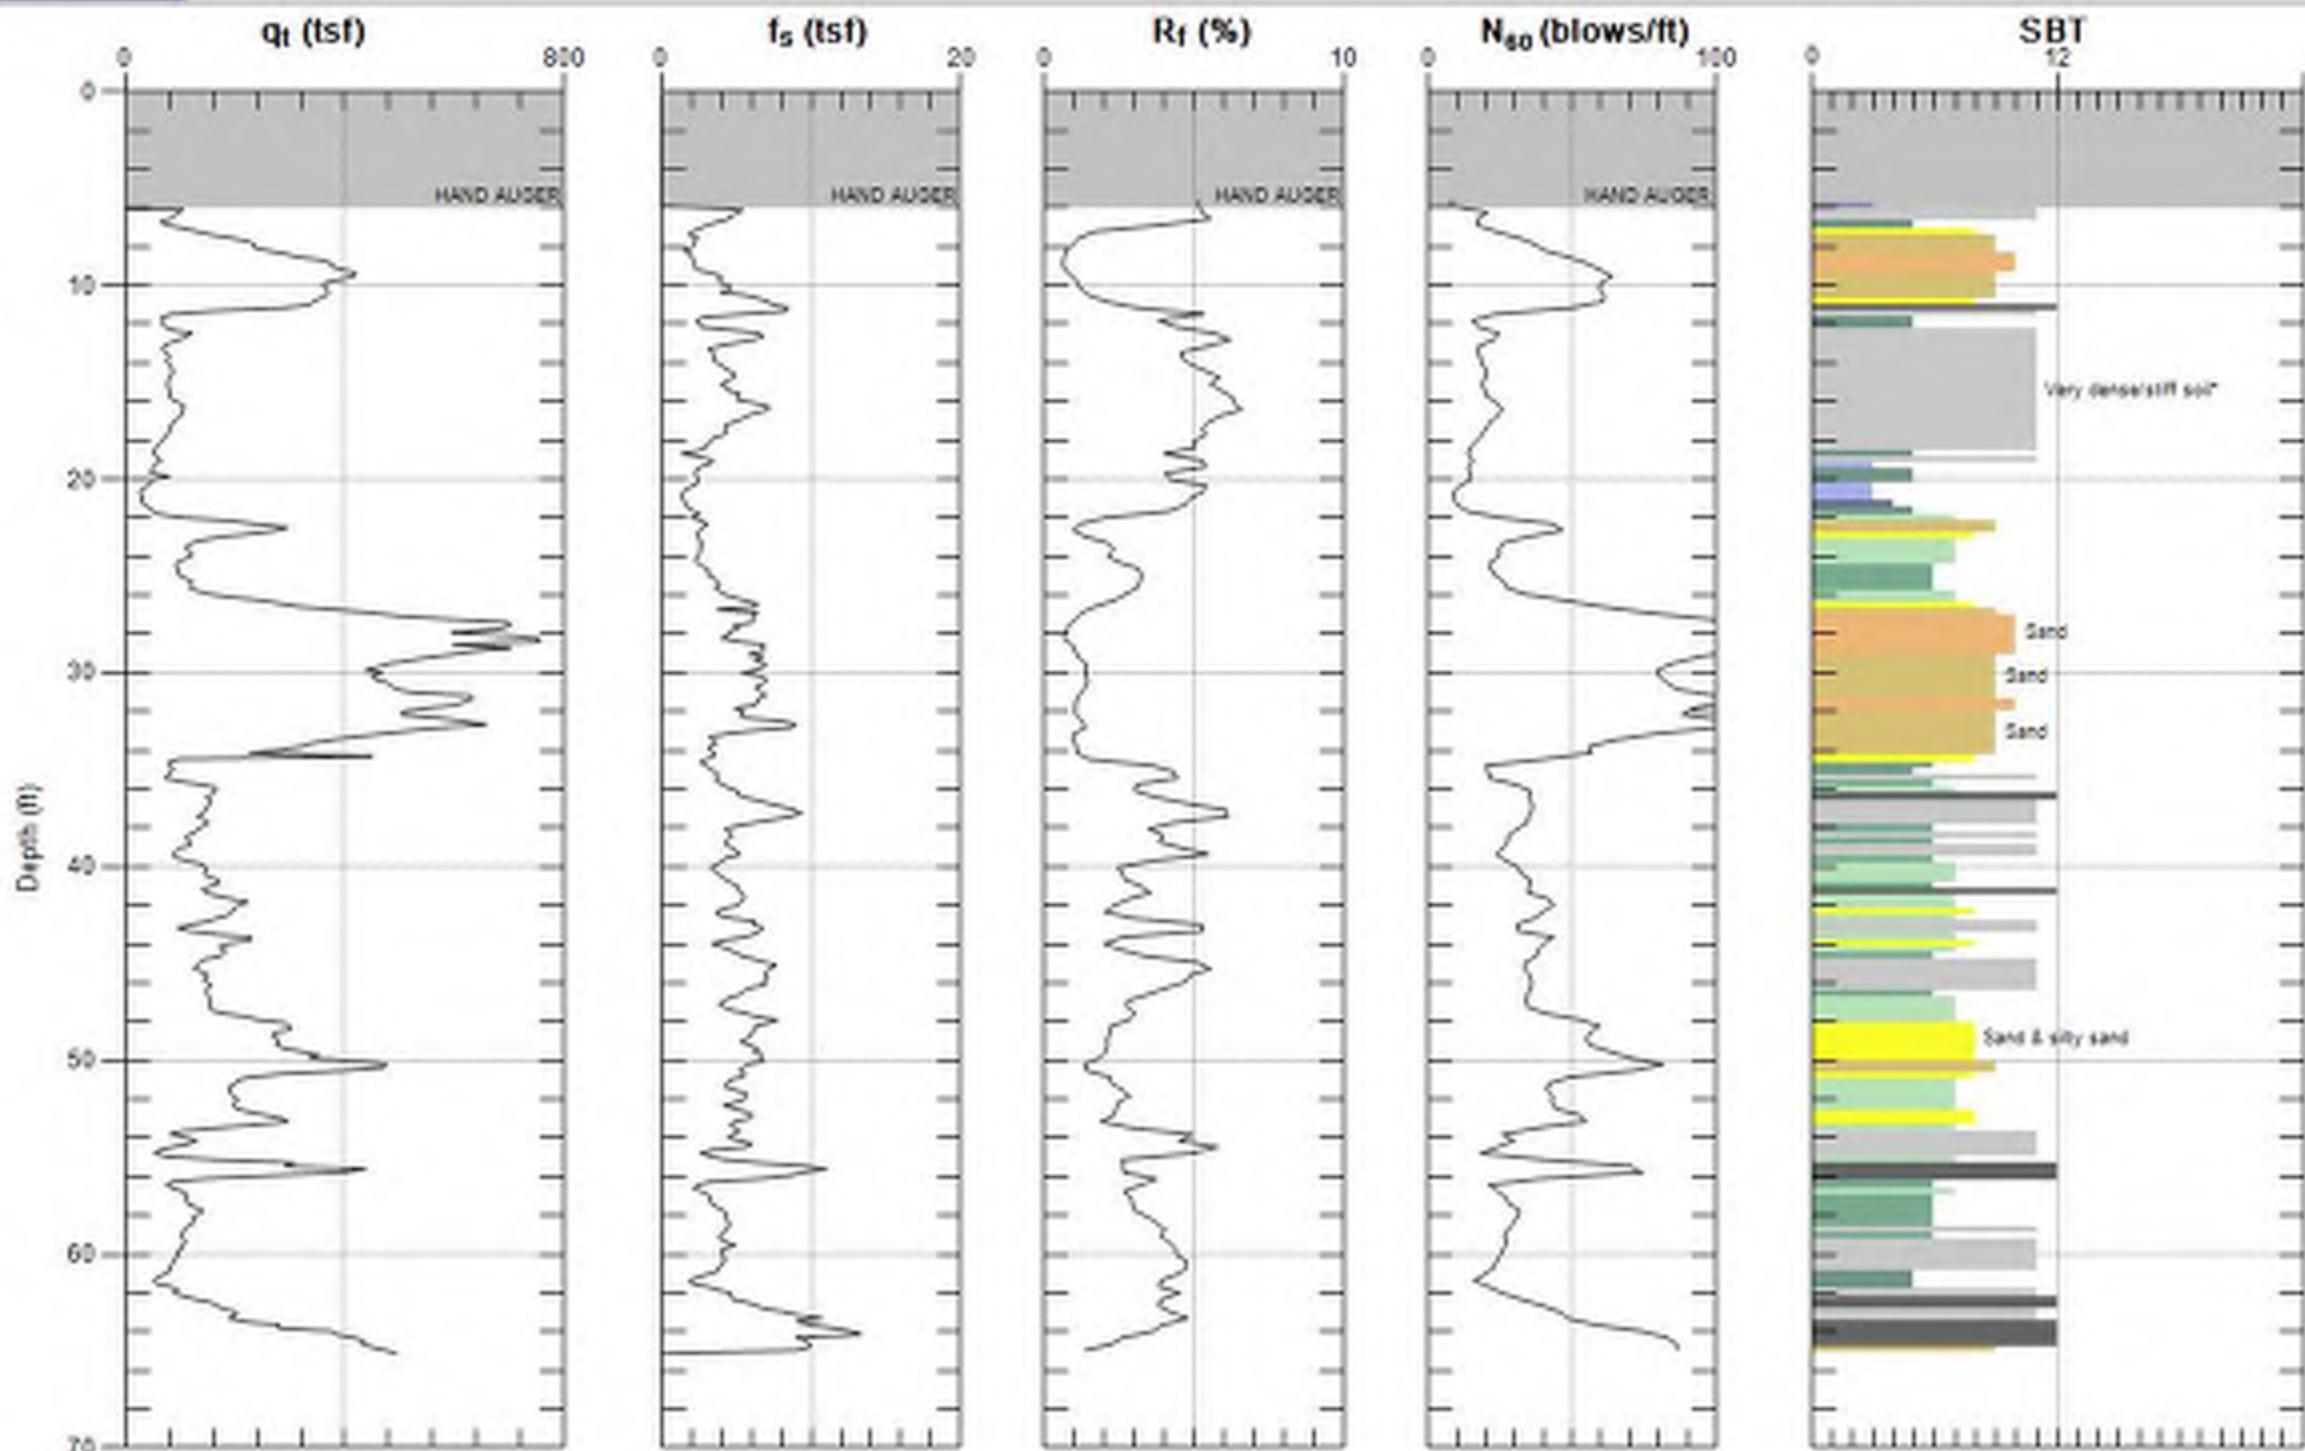 qt (tsf) fs (tsf) Rf (%) N60 (blows/ft) SBT
0 800 0 20 0 10 0 100 0 12
0
HAND AUGER HAND AUGER HAND AUGER HAND AUGER
10
Very dense/stiff soil*
20
Sand
30 Sand
Sand
Depth (ft)
40
Sand & silty sand
50
60
70